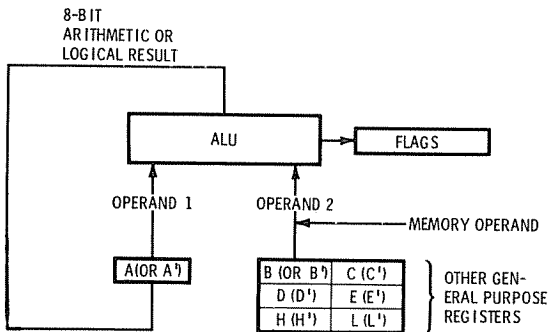 8-BIT
ARITHMETIC OR
LOGICAL RESULT
ALU
FLAGS
OPERAND 1
OPERAND 2
MEMORY OPERAND
A(OR A')
B (OR B')
C (C')
D (D')
E (E')
H (H')
L (L')
OTHER GEN-
ERAL PURPOSE
REGISTERS